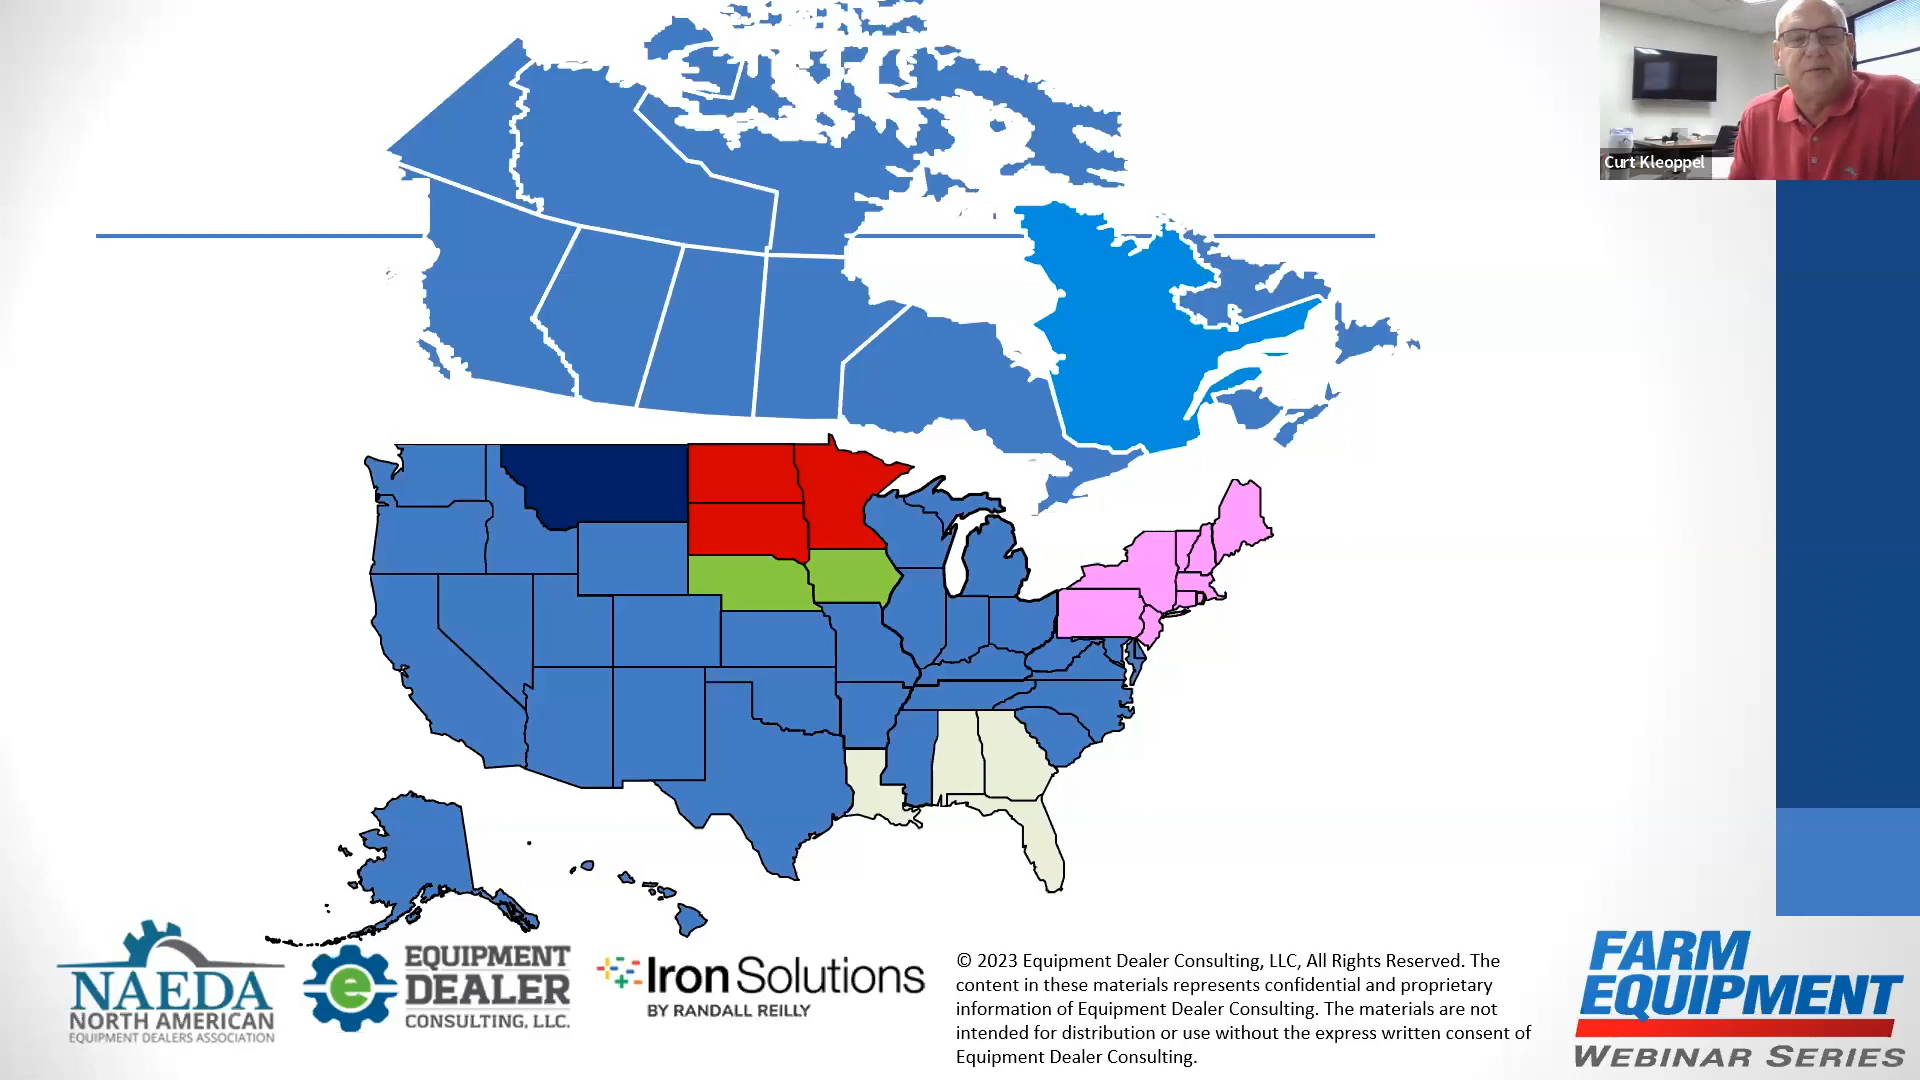 Curt Kleoppel
NAEDA
NORTH AMERICAN
EQUIPMENT DEALERS ASSOCIATION
e
EQUIPMENT
DEALER
CONSULTING, LLC.
IronSolutions
BY RANDALL REILLY
© 2023 Equipment Dealer Consulting, LLC, All Rights Reserved. The
content in these materials represents confidential and proprietary
information of Equipment Dealer Consulting. The materials are not
intended for distribution or use without the express written consent of
Equipment Dealer Consulting.
FARM
EQUIPMENT
WEBINAR SERIES